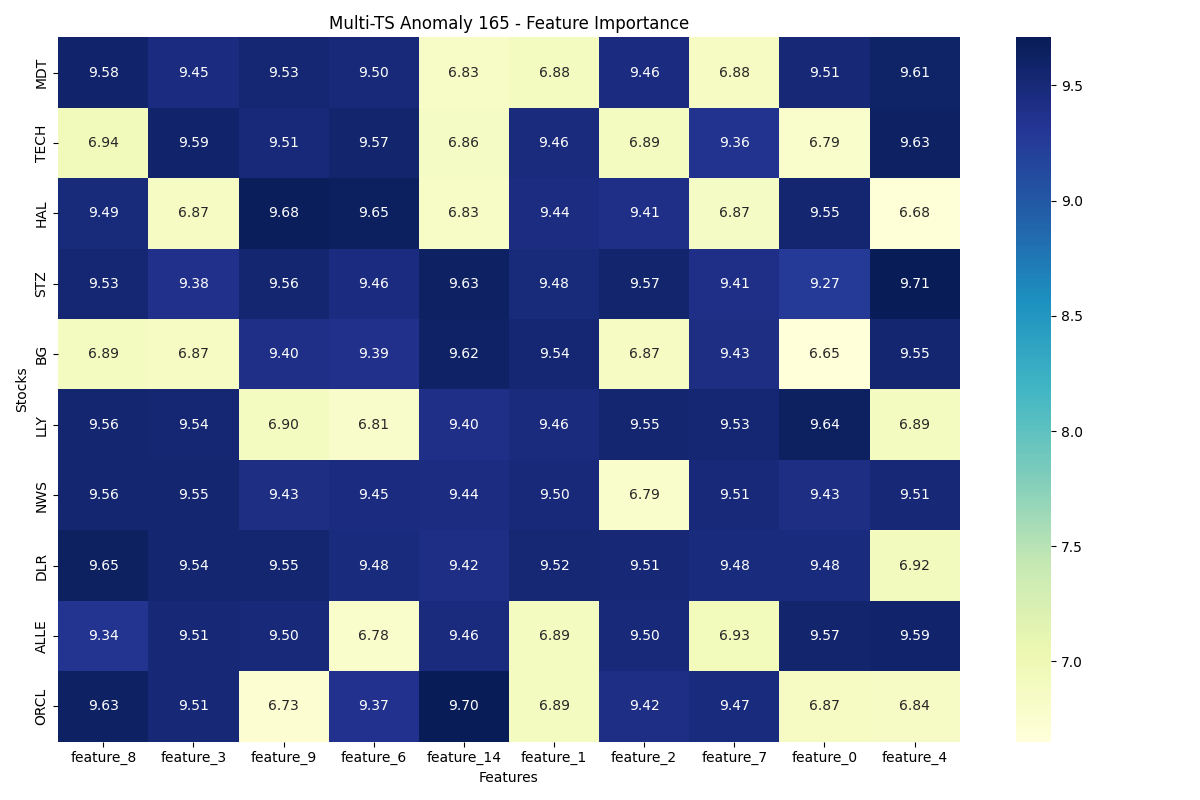 Multi-TS Anomaly 165 - Feature Importance
Stocks
MDT 9.58 9.45 9.53 9.50 6.83 6.88 9.46 6.88 9.51 9.61
TECH 6.94 9.59 9.51 9.57 6.86 9.46 6.89 9.36 6.79 9.63
HAL 9.49 6.87 9.68 9.65 6.83 9.44 9.41 6.87 9.55 6.68
STZ 9.53 9.38 9.56 9.46 9.63 9.48 9.57 9.41 9.27 9.71
BG 6.89 6.87 9.40 9.39 9.62 9.54 6.87 9.43 6.65 9.55
LLY 9.56 9.54 6.90 6.81 9.40 9.46 9.55 9.53 9.64 6.89
NWS 9.56 9.55 9.43 9.45 9.44 9.50 6.79 9.51 9.43 9.51
DLR 9.65 9.54 9.55 9.48 9.42 9.52 9.51 9.48 9.48 6.92
ALLE 9.34 9.51 9.50 6.78 9.46 6.89 9.50 6.93 9.57 9.59
ORCL 9.63 9.51 6.73 9.37 9.70 6.89 9.42 9.47 6.87 6.84
feature_8 feature_3 feature_9 feature_6 feature_14 feature_1 feature_2 feature_7 feature_0 feature_4
Features
9.5
9.0
8.5
8.0
7.5
7.0